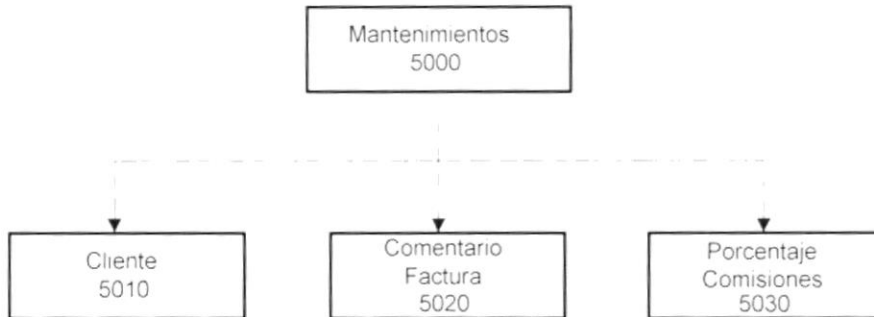 Mantenimientos
5000
Cliente
5010
Comentario
Factura
5020
Porcentaje
Comisiones
5030